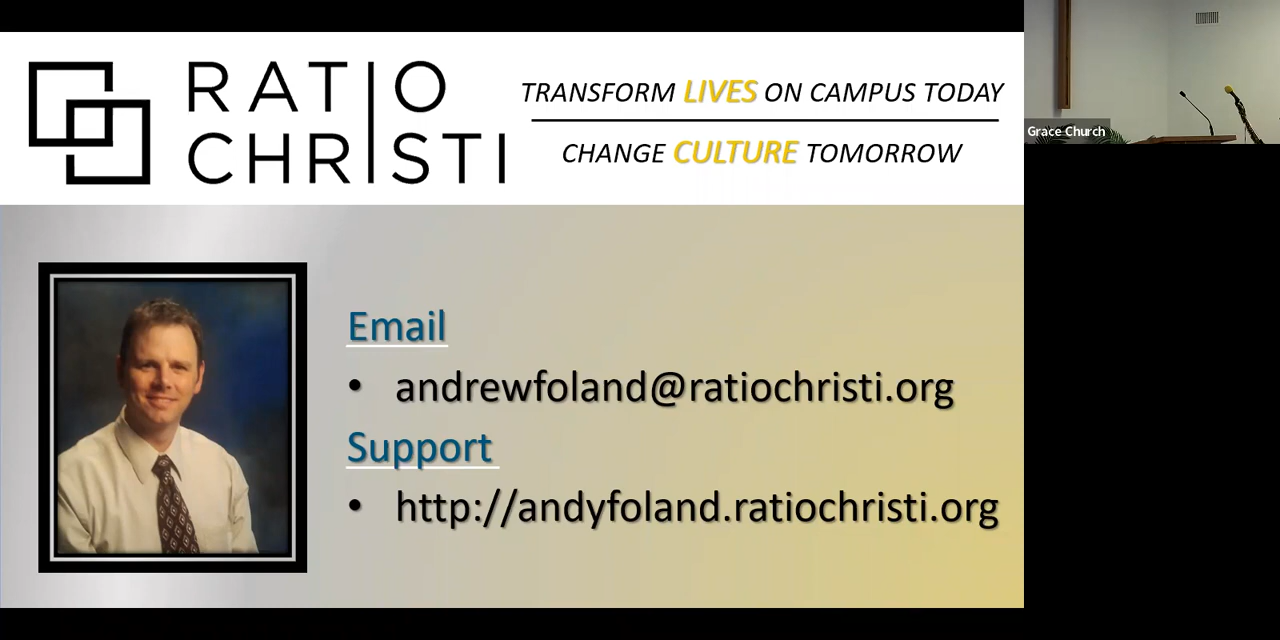 RATIO
CHRISTI
TRANSFORM LIVES ON CAMPUS TODAY
CHANGE CULTURE TOMORROW
Grace Church
Email
• andrewfoland@ratiochristi.org
Support
• http://andyfoland.ratiochristi.org